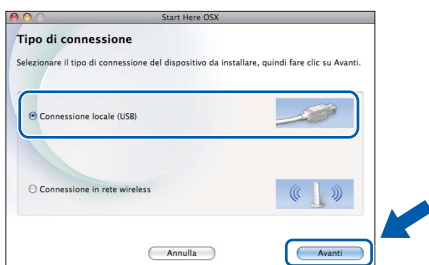 Start Here OSX
Tipo di connessione
Selezionare il tipo di connessione del dispositivo da installare, quindi fare clic su Avanti.
Connessione locale (USB)
Connessione in rete wireless
Annulla
Avanti